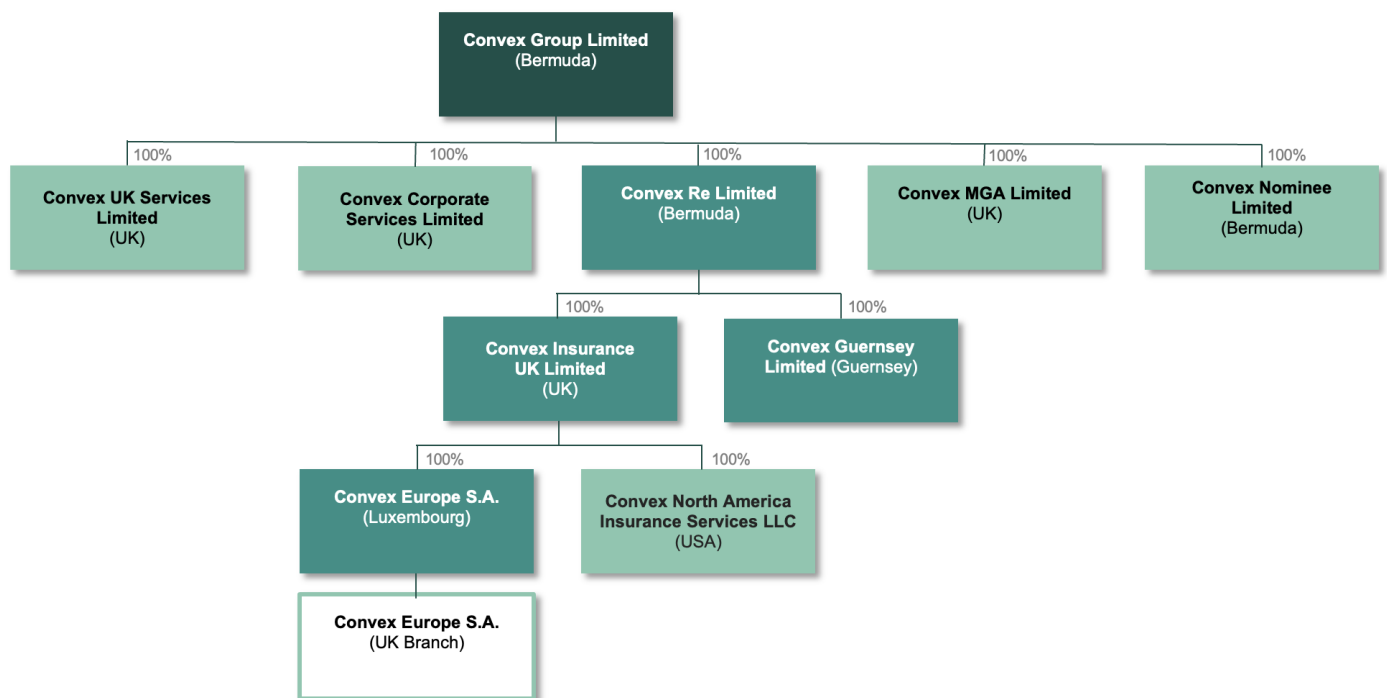 Convex Group Limited
(Bermuda)
100%
100%
100%
100%
100%
Convex UK Services
Limited
(UK)
Convex Corporate
Services Limited
(UK)
Convex Re Limited
(Bermuda)
Convex MGA Limited
(UK)
Convex Nominee
Limited
(Bermuda)
100%
100%
Convex Insurance
UK Limited
(UK)
Convex Guernsey
Limited (Guernsey)
100%
100%
Convex Europe S.A.
(Luxembourg)
Convex North America
Insurance Services LLC
(USA)
Convex Europe S.A.
(UK Branch)